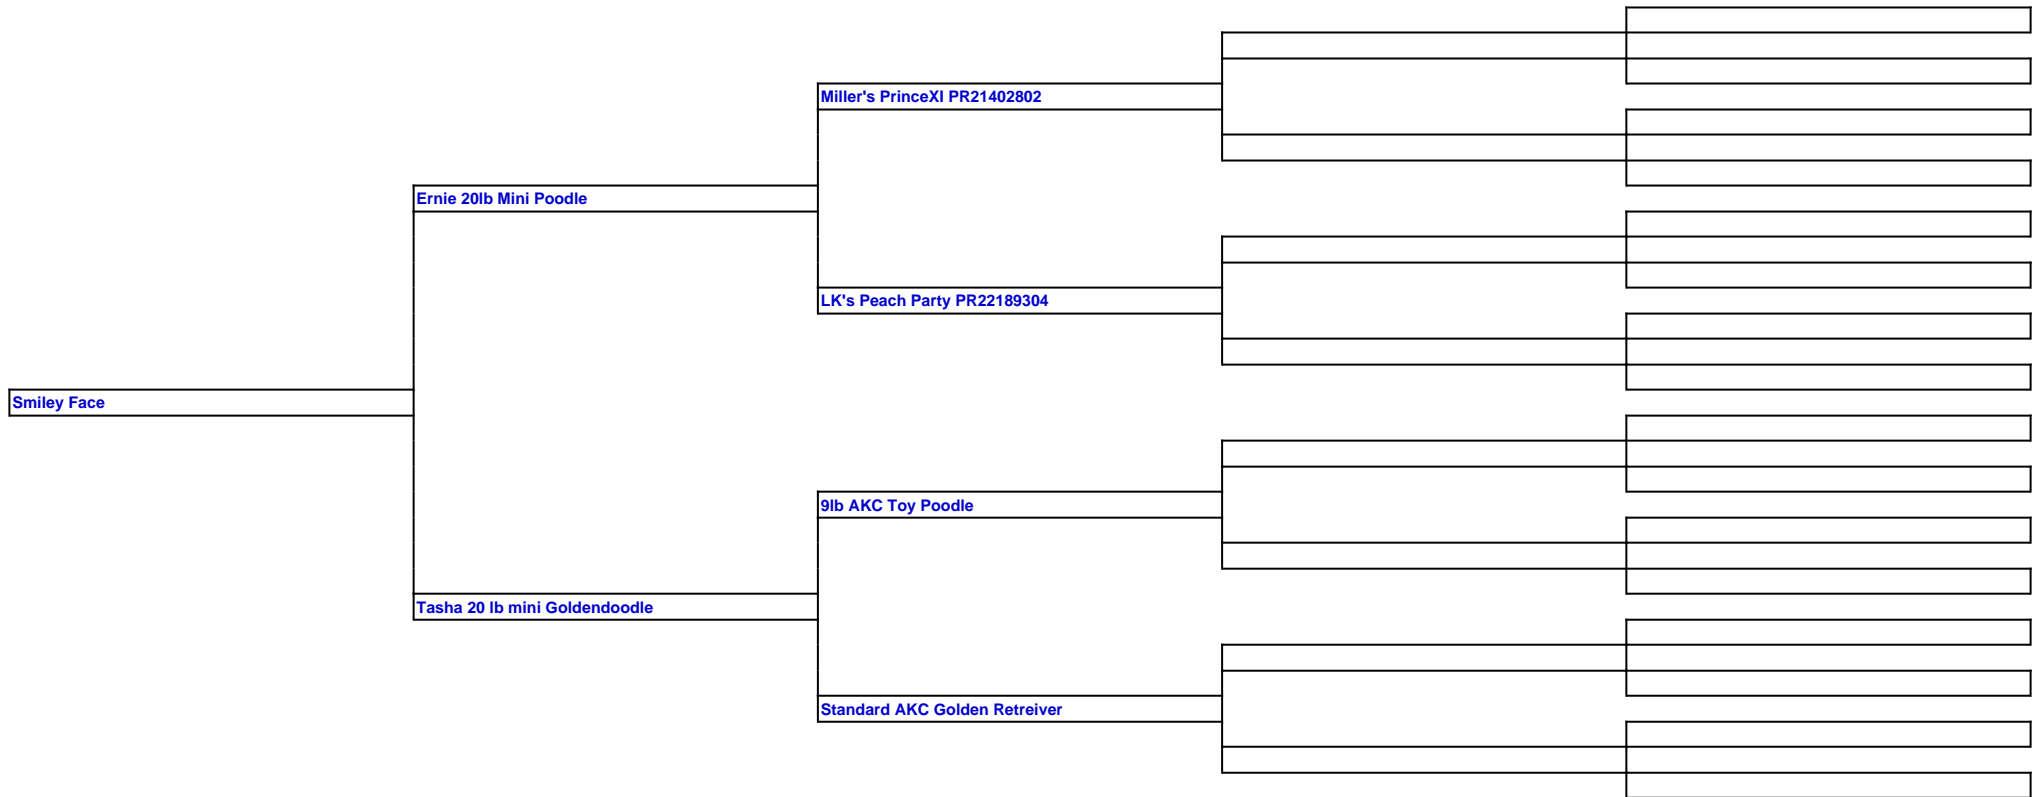 Miller's PrinceXI PR21402802
Ernie 20lb Mini Poodle
LK's Peach Party PR22189304
Smiley Face
9lb AKC Toy Poodle
Tasha 20 lb mini Goldendoodle
Standard AKC Golden Retreiver